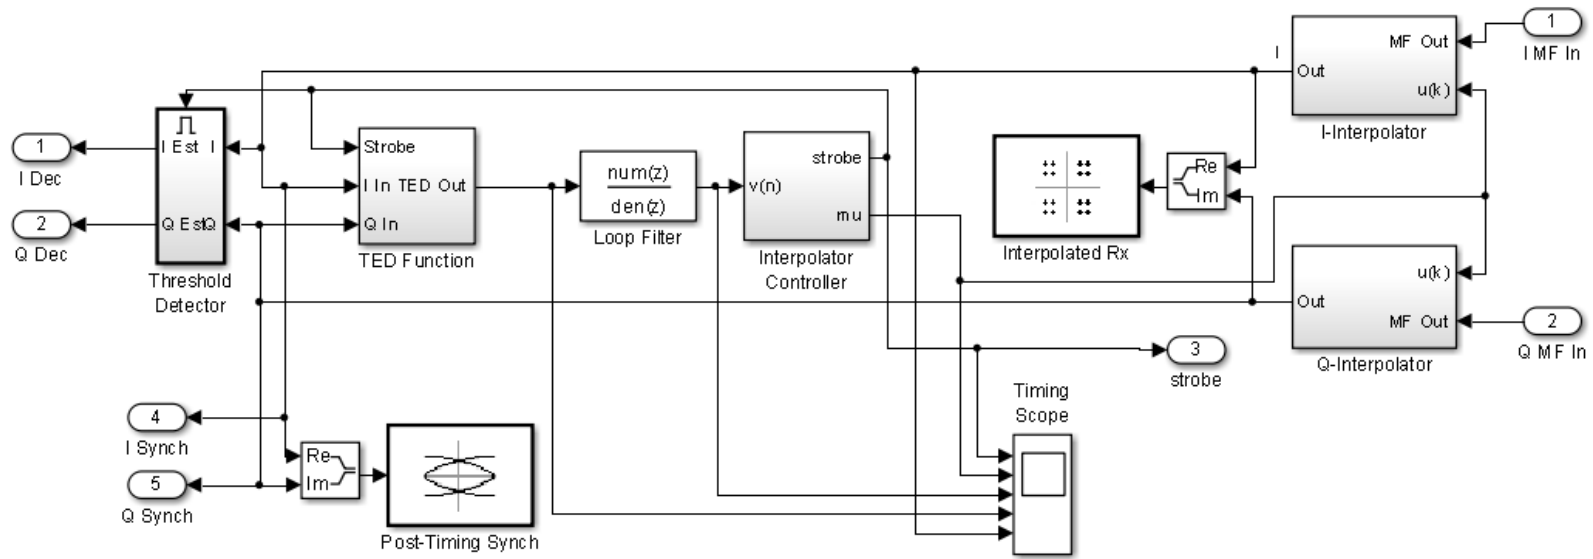 1
I MF In
I
MF Out
Out
u(k)
I-Interpolator
1
I Dec
I Est I
Strobe
I In TED Out
Q In
TED Function
num(z)
den(z)
Loop Filter
strobe
v(n)
mu
Interpolator
Controller
Interpolated Rx
Re
Im
2
Q Dec
Q EstQ
Threshold
Detector
u(k)
Out
MF Out
Q-Interpolator
2
Q MF In
3
strobe
Timing
Scope
4
I Synch
5
Q Synch
Re
Im
Post-Timing Synch